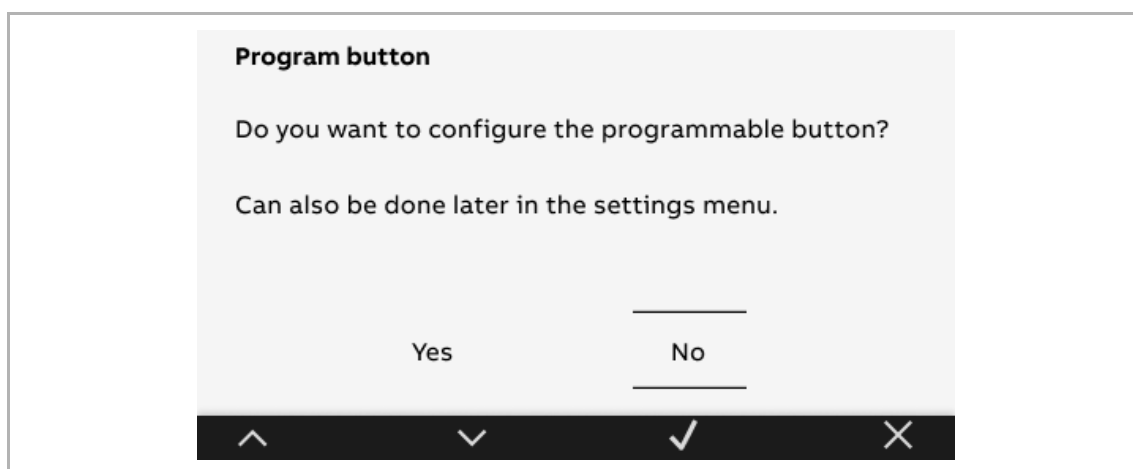 Program button
Do you want to configure the programmable button?
Can also be done later in the settings menu.
Yes No